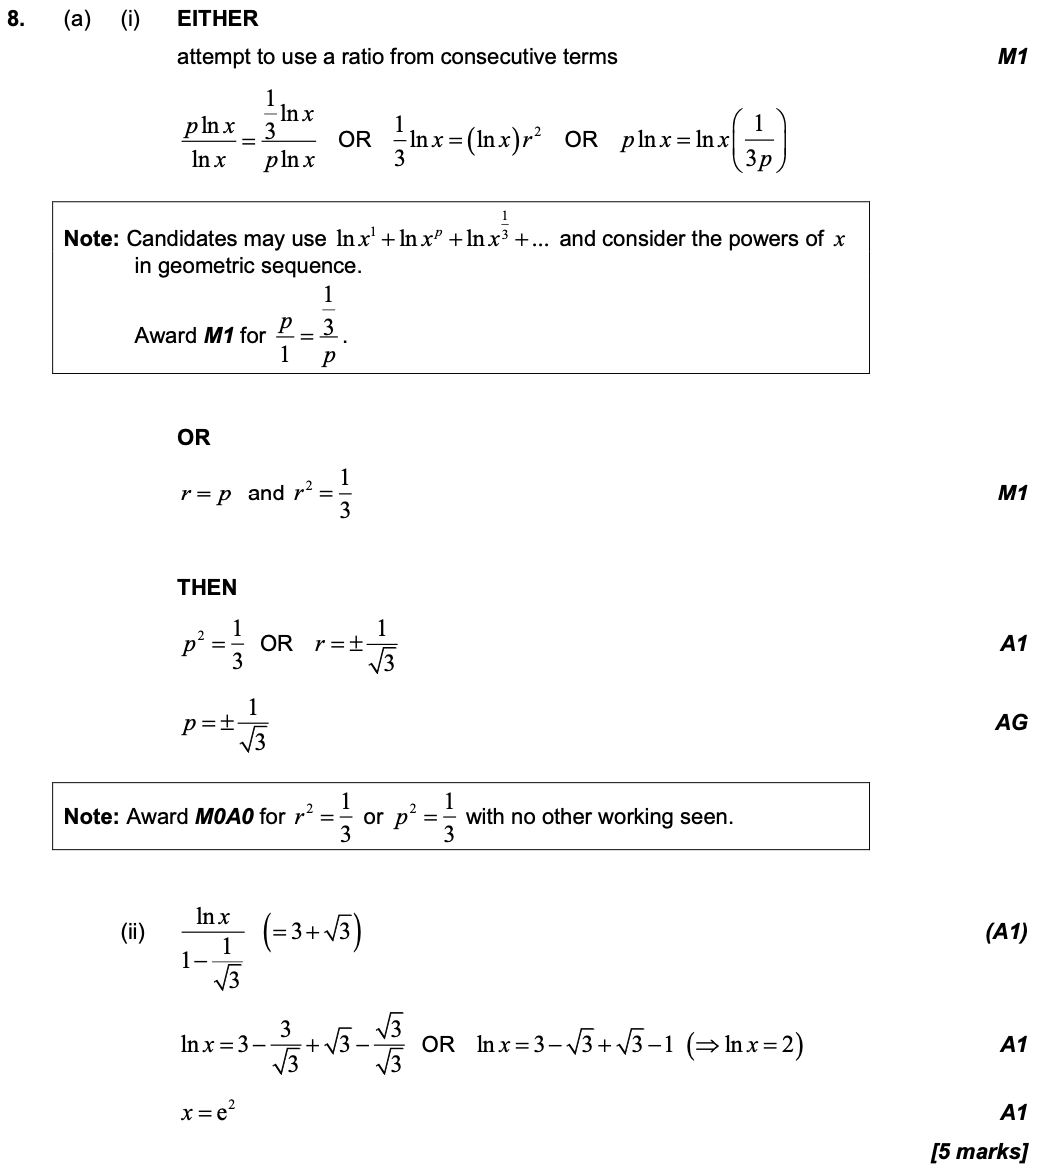 8. (a) (i) EITHER
attempt to use a ratio from consecutive terms M1
\frac{p\ln x}{\ln x}=\frac{\frac{1}{3}\ln x}{p\ln x} OR \frac{1}{3}\ln x=(\ln x)r^2 OR p\ln x=\ln x\left(\frac{1}{3p}\right)
Note: Candidates may use \ln x^1+\ln x^p+\ln x^{\frac{1}{3}}+... and consider the powers of x
in geometric sequence.
Award M1 for \frac{p}{1}=\frac{\frac{1}{3}}{p}.
OR
r=p and r^2=\frac{1}{3} M1
THEN
p^2=\frac{1}{3} OR r=±\frac{1}{\sqrt{3}} A1
p=±\frac{1}{\sqrt{3}} AG
Note: Award M0A0 for r^2=\frac{1}{3} or p^2=\frac{1}{3} with no other working seen.
(ii) \frac{\ln x}{1-\frac{1}{\sqrt{3}}} (=3+\sqrt{3}) (A1)
\ln x=3-\frac{3}{\sqrt{3}}+\sqrt{3}-\frac{\sqrt{3}}{\sqrt{3}} OR \ln x=3-\sqrt{3}+\sqrt{3}-1 (⇒\ln x=2) A1
x=e^2 A1
[5 marks]